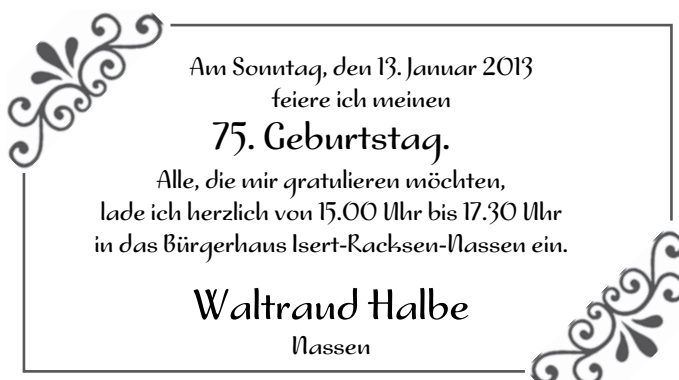 Am Sonntag, den 13. Januar 2013
feiere ich meinen
75. Geburtstag.
Alle, die mir gratulieren möchten,
lade ich herzlich von 15.00 Uhr bis 17.30 Uhr
in das Bürgerhaus Isert-Racksen-Nassen ein.
Waltraud Halbe
Nassen